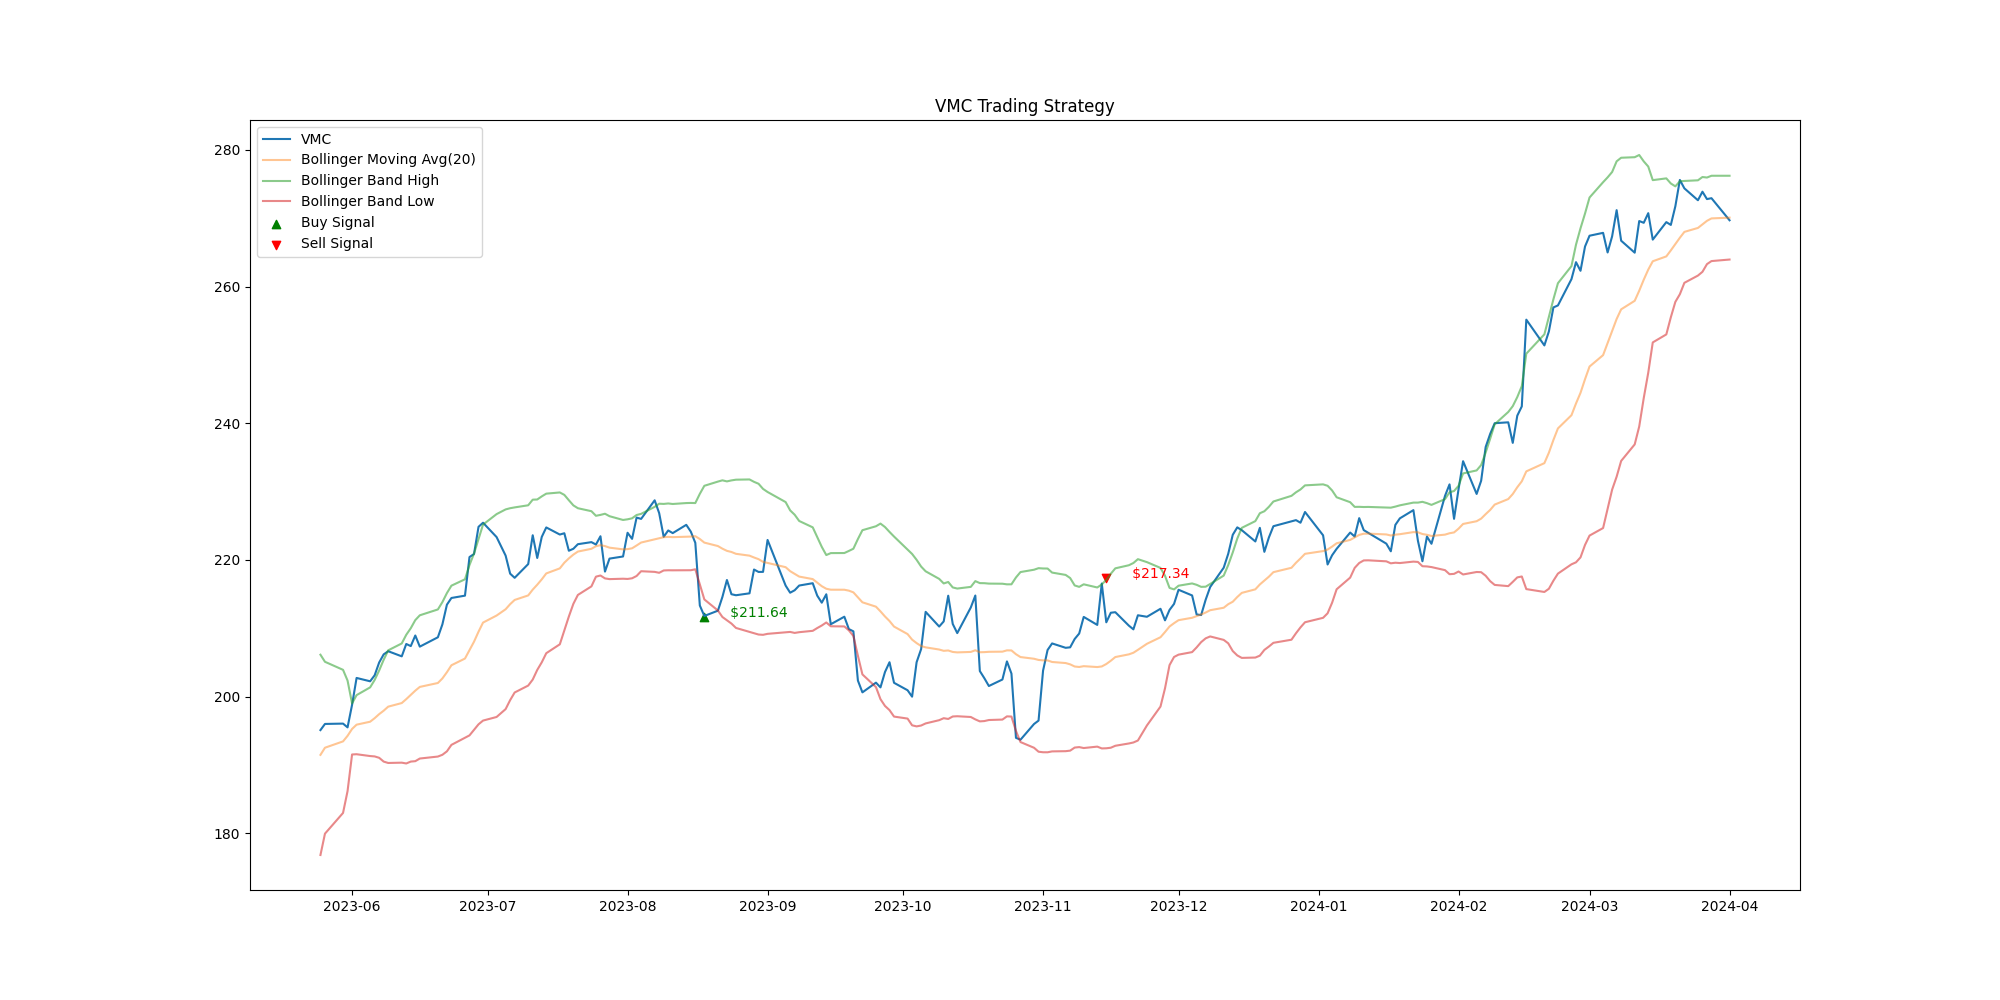 VMC Trading Strategy
VMC
Bollinger Moving Avg(20)
Bollinger Band High
Bollinger Band Low
Buy Signal
Sell Signal
280
260
240
220
200
180
$217.34
$211.64
2023-06 2023-07 2023-08 2023-09 2023-10 2023-11 2023-12 2024-01 2024-02 2024-03 2024-04